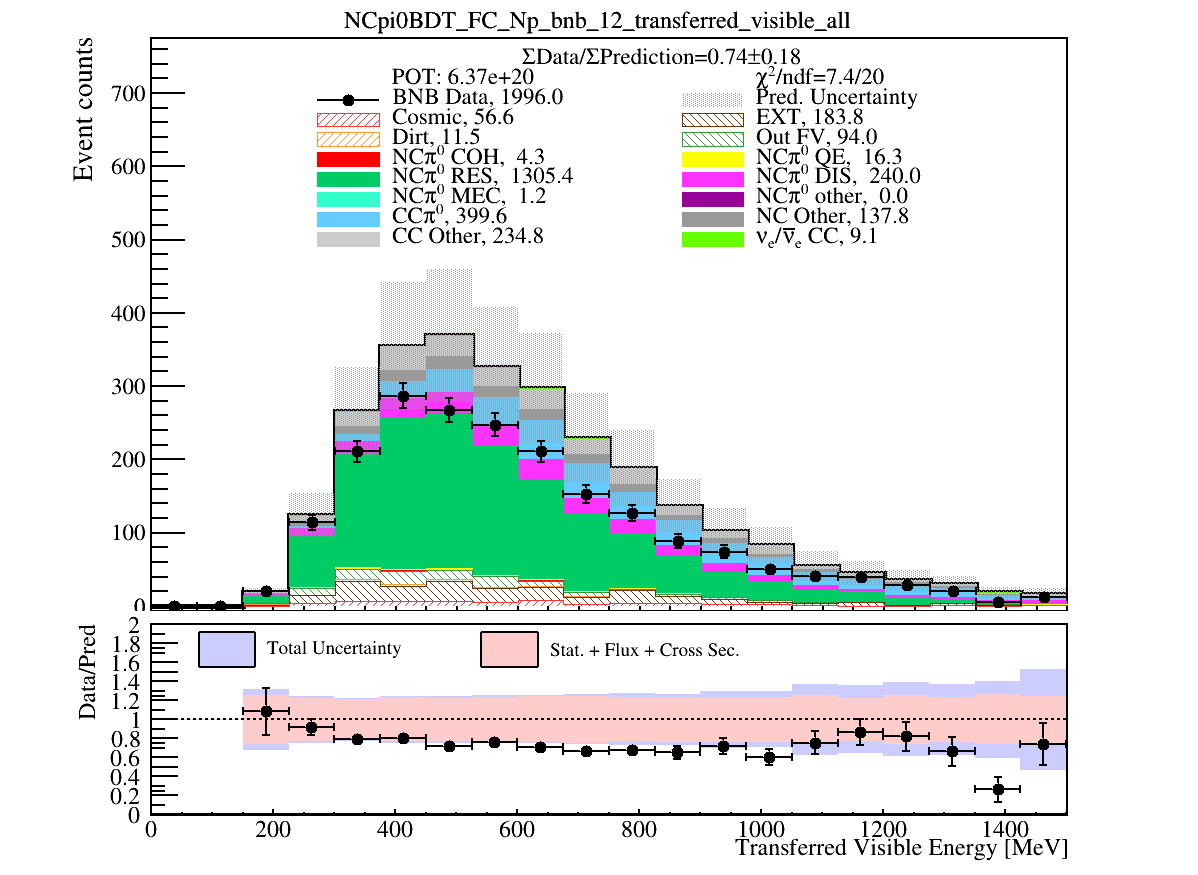 NCpi0BDT_FC_Np_bnb_12_transferred_visible_all
ΣData/ΣPrediction=0.74±0.18
POT: 6.37e+20
χ²/ndf=7.4/20
BNB Data, 1996.0
Pred. Uncertainty
Cosmic, 56.6
EXT, 183.8
Dirt, 11.5
Out FV, 94.0
NCπ⁰ COH, 4.3
NCπ⁰ QE, 16.3
NCπ⁰ RES, 1305.4
NCπ⁰ DIS, 240.0
NCπ⁰ MEC, 1.2
NCπ⁰ other, 0.0
CCπ⁰, 399.6
NC Other, 137.8
CC Other, 234.8
νₑ/ν̅ₑ CC, 9.1
Event counts
700
600
500
400
300
200
100
0
Data/Pred
2
1.8
1.6
1.4
1.2
1
0.8
0.6
0.4
0.2
0
Total Uncertainty
Stat. + Flux + Cross Sec.
0 200 400 600 800 1000 1200 1400
Transferred Visible Energy [MeV]